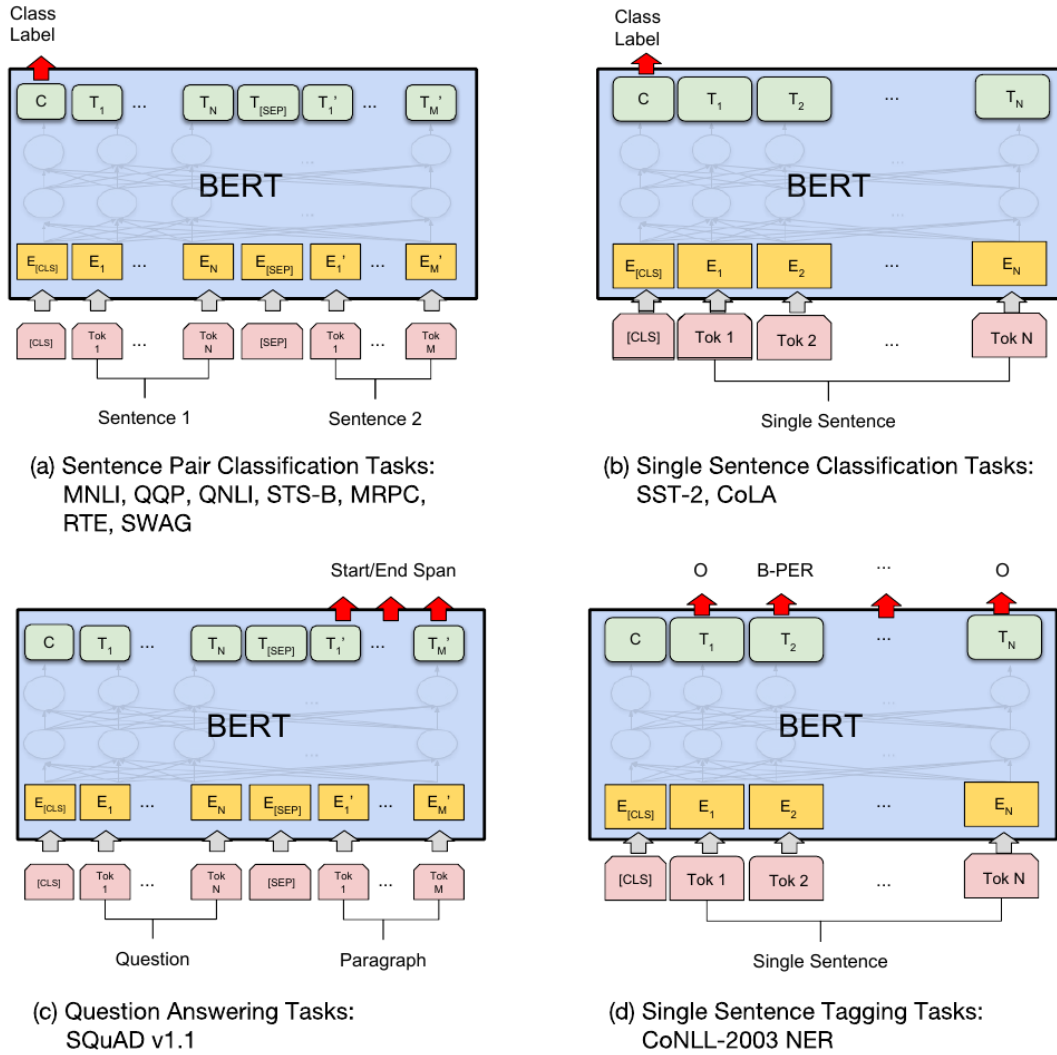 Class
Label
C T1 ... TN T[SEP] T1’ ... TM’
...
BERT
...
E[CLS] E1 ... EN E[SEP] E1’ ... EM’
[CLS] Tok 1 ... Tok N [SEP] Tok 1 ... Tok M
Sentence 1 Sentence 2
(a) Sentence Pair Classification Tasks:
MNLI, QQP, QNLI, STS-B, MRPC,
RTE, SWAG
Class
Label
C T1 T2 ... TN
...
BERT
...
E[CLS] E1 E2 ... EN
[CLS] Tok 1 Tok 2 ... Tok N
Single Sentence
(b) Single Sentence Classification Tasks:
SST-2, CoLA
Start/End Span
C T1 ... TN T[SEP] T1’ ... TM’
...
BERT
...
E[CLS] E1 ... EN E[SEP] E1’ ... EM’
[CLS] Tok 1 ... Tok N [SEP] Tok 1 ... Tok M
Question Paragraph
(c) Question Answering Tasks:
SQuAD v1.1
O B-PER ... O
C T1 T2 ... TN
...
BERT
...
E[CLS] E1 E2 ... EN
[CLS] Tok 1 Tok 2 ... Tok N
Single Sentence
(d) Single Sentence Tagging Tasks:
CoNLL-2003 NER